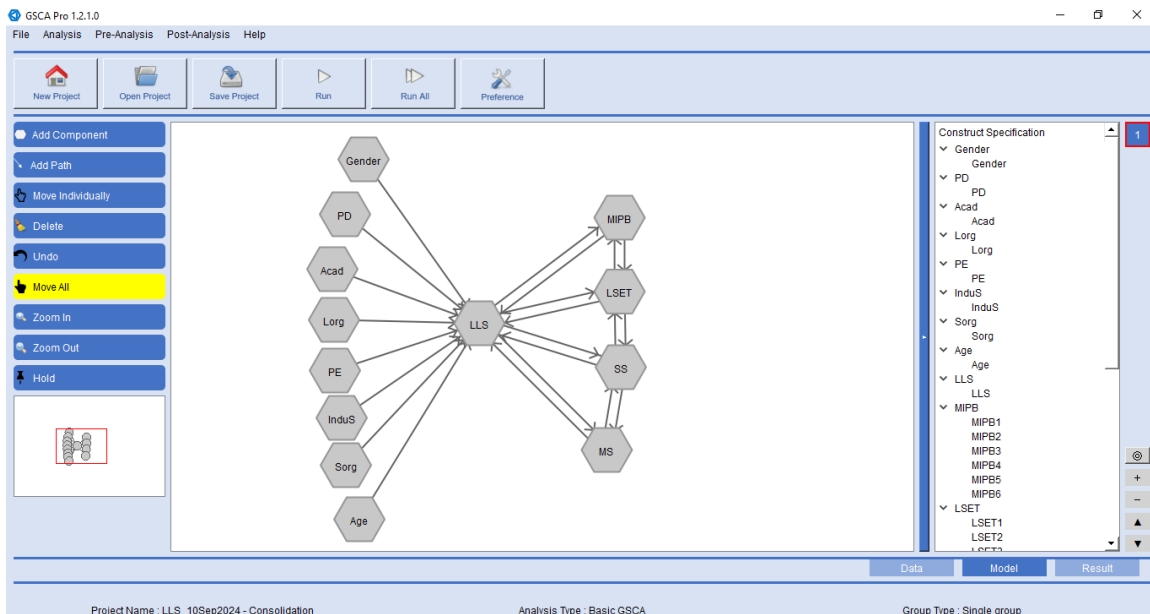 GSCA Pro 1.2.1.0
File Analysis Pre-Analysis Post-Analysis Help
New Project Open Project Save Project Run Run All Preference
Add Component
Add Path
Move Individually
Delete
Undo
Move All
Zoom In
Zoom Out
Hold
Gender
PD
Acad
Lorg
PE
InduS
Sorg
Age
LLS
MIPB
LSET
SS
MS
Construct Specification
Gender
Gender
PD
PD
Acad
Acad
Lorg
Lorg
PE
PE
InduS
InduS
Sorg
Sorg
Age
Age
LLS
LLS
MIPB
MIPB1
MIPB2
MIPB3
MIPB4
MIPB5
MIPB6
LSET
LSET1
LSET2
LSET3
1
Data Model Result
Project Name : LLS_10Sep2024 - Consolidation Analysis Type : Basic GSCA Group Type : Single group